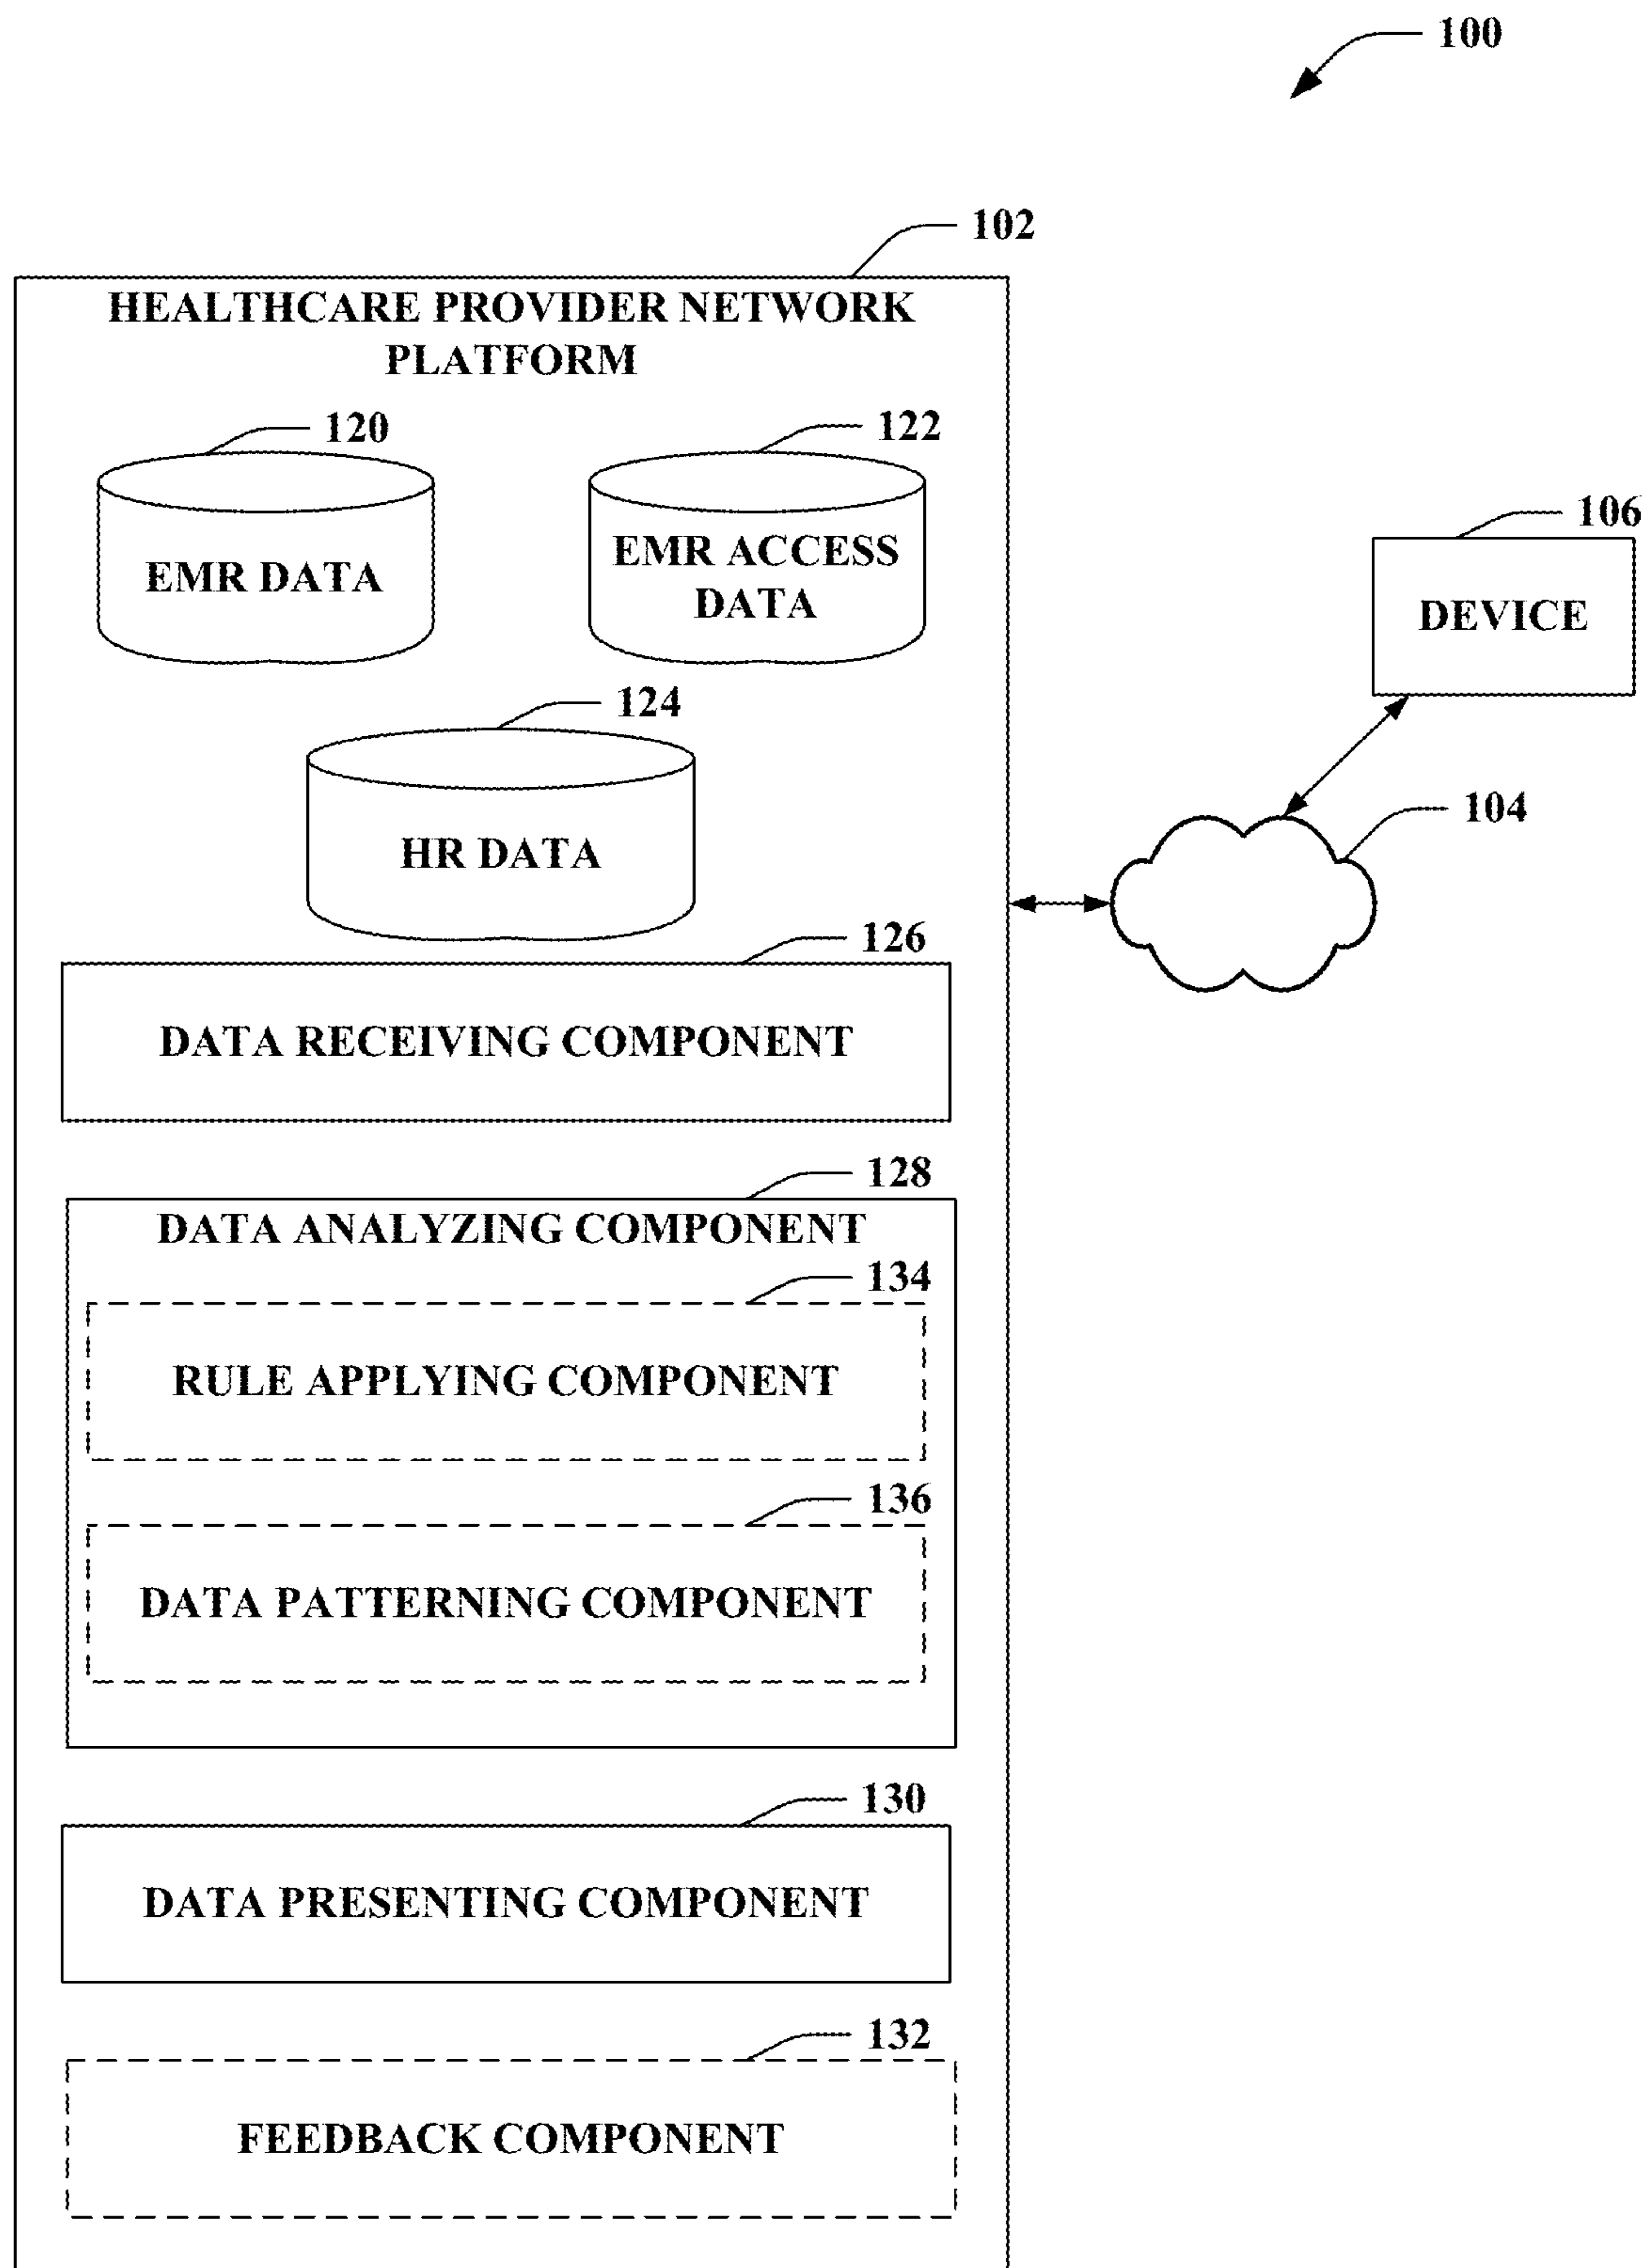 100
102
HEALTHCARE PROVIDER NETWORK
PLATFORM
120
122
EMR DATA
EMR ACCESS
DATA
106
DEVICE
124
HR DATA
104
126
DATA RECEIVING COMPONENT
128
DATA ANALYZING COMPONENT
134
RULE APPLYING COMPONENT
136
DATA PATTERNING COMPONENT
130
DATA PRESENTING COMPONENT
132
FEEDBACK COMPONENT